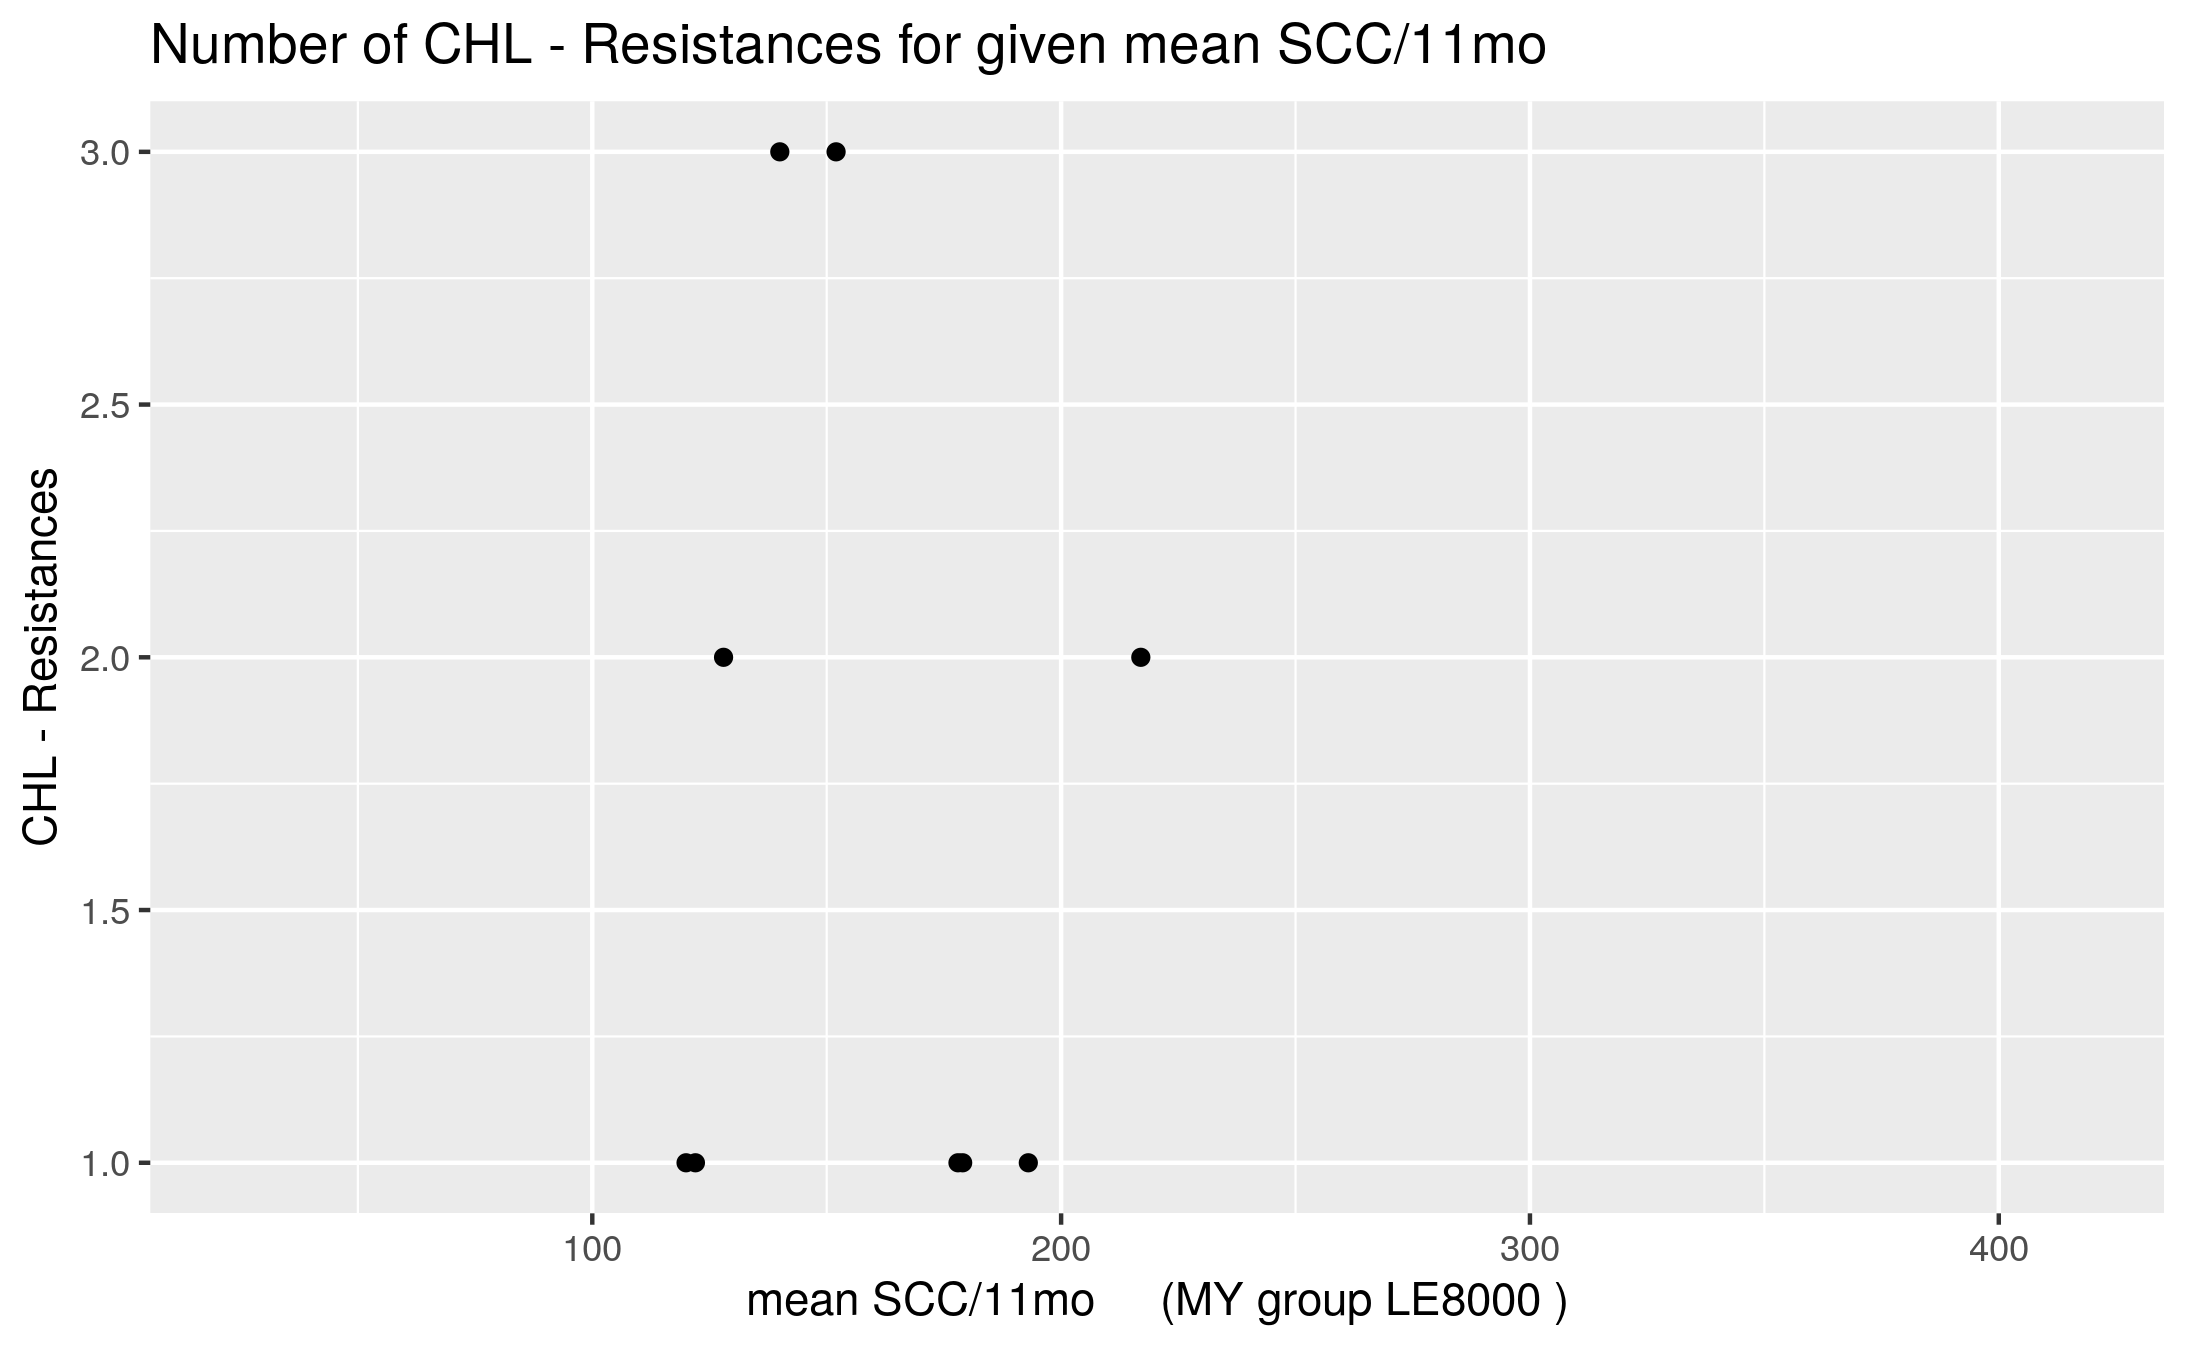 Number of CHL - Resistances for given mean SCC/11mo
3.0
2.5
2.0
1.5
1.0
CHL - Resistances
100 200 300 400
mean SCC/11mo (MY group LE8000 )